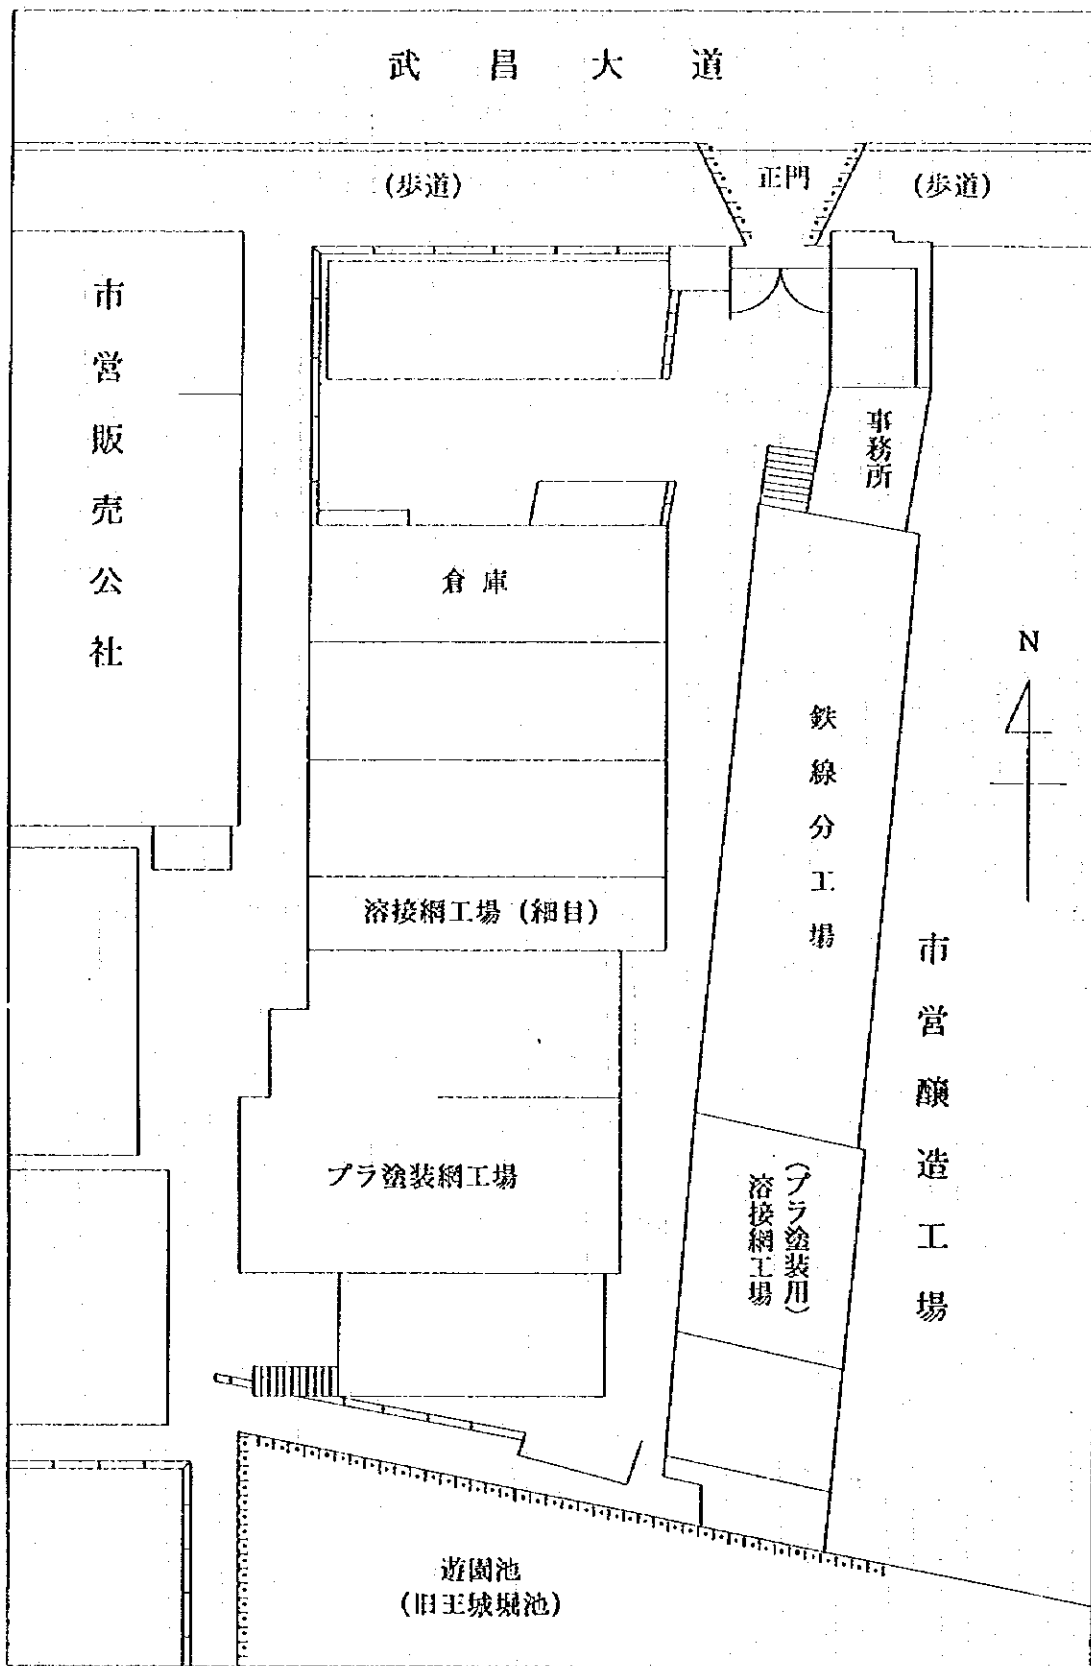 武昌大道
(歩道)
正門
(歩道)
市営販売公社
事務所
倉庫
N
鉄線分工場
溶接網工場(細目)
市営醸造工場
プラ塗装網工場
(プラ塗装用)
溶接網工場
遊園池
(旧王城堀池)